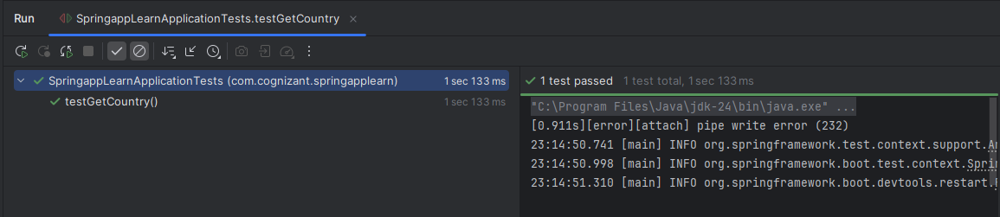 Run SpringappLearnApplicationTests.testGetCountry
SpringappLearnApplicationTests (com.cognizant.springapplearn) 1 sec 133 ms
testGetCountry() 1 sec 133 ms
1 test passed 1 test total, 1 sec 133 ms
"C:\Program Files\Java\jdk-24\bin\java.exe" ...
[0.911s][error][attach] pipe write error (232)
23:14:50.741 [main] INFO org.springframework.test.context.support.An
23:14:50.998 [main] INFO org.springframework.boot.test.context.Sprin
23:14:51.310 [main] INFO org.springframework.boot.devtools.restart.